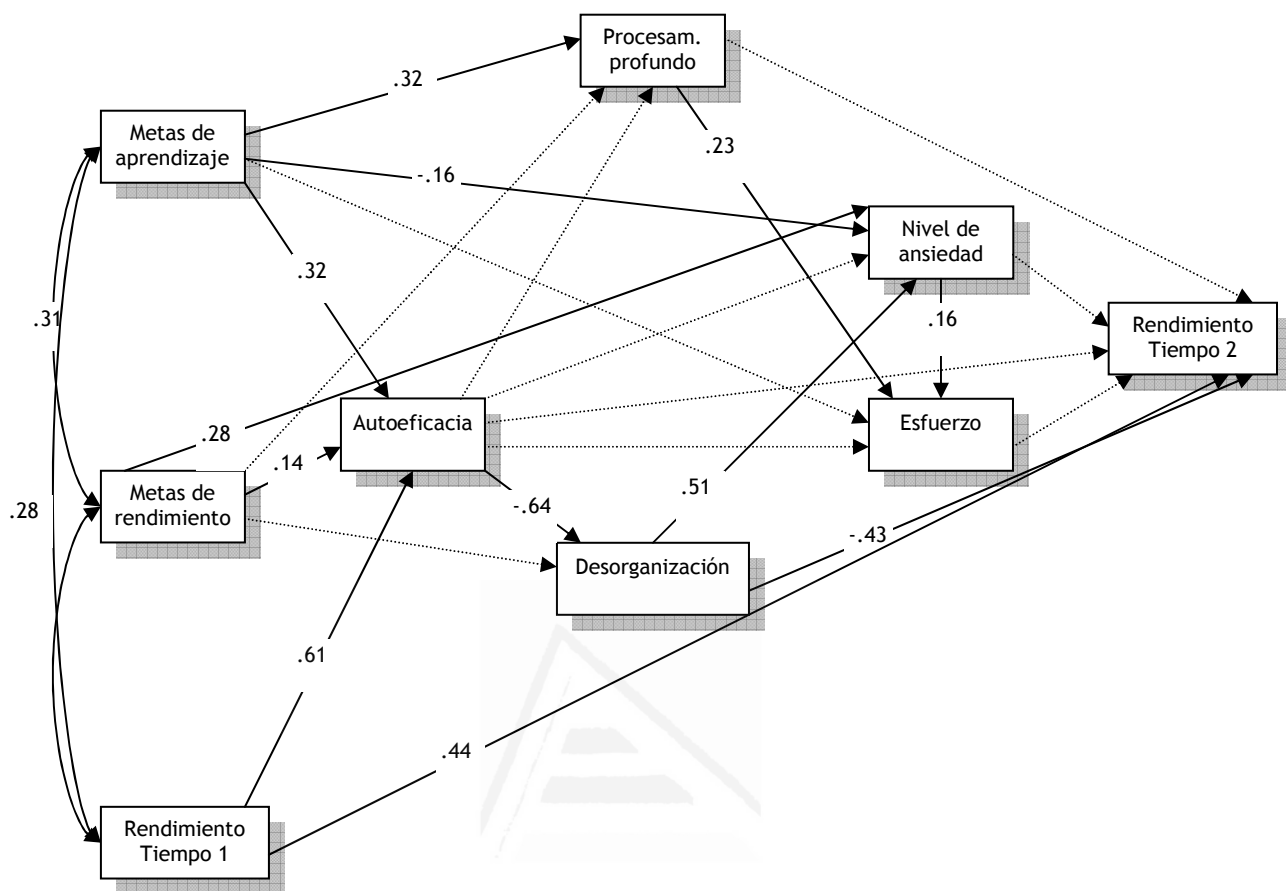 Procesam.
profundo
.32
Metas de
aprendizaje
.23
-.16
Nivel de
ansiedad
.32
.31
.16
Rendimiento
Tiempo 2
Autoeficacia
Esfuerzo
.28
.14
Metas de
rendimiento
.51
-.64
.28
-.43
Desorganización
.61
.44
Rendimiento
Tiempo 1